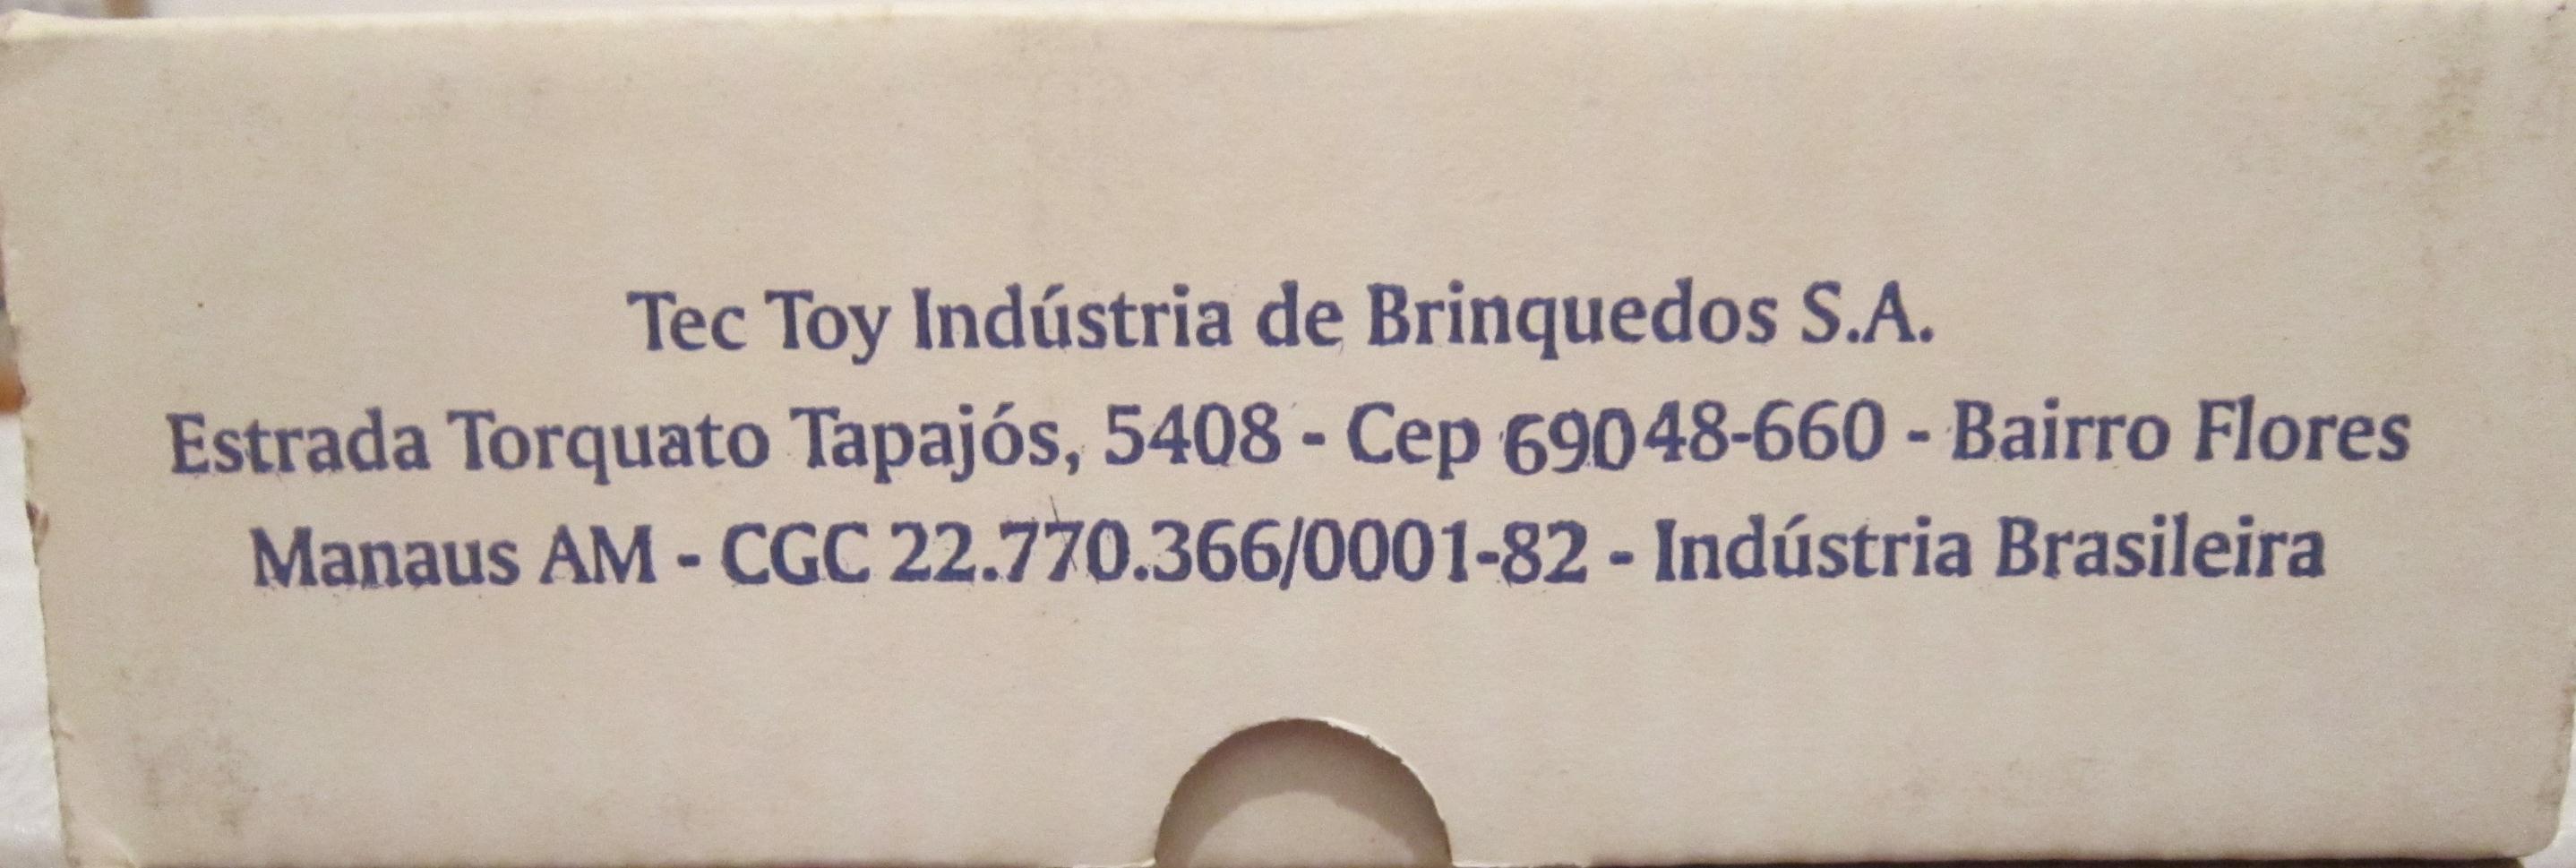 Tec Toy Indústria de Brinquedos S.A.
Estrada Torquato Tapajós, 5408 - Cep 69048-660 - Bairro Flores
Manaus AM - CGC 22.770.366/0001-82 - Indústria Brasileira